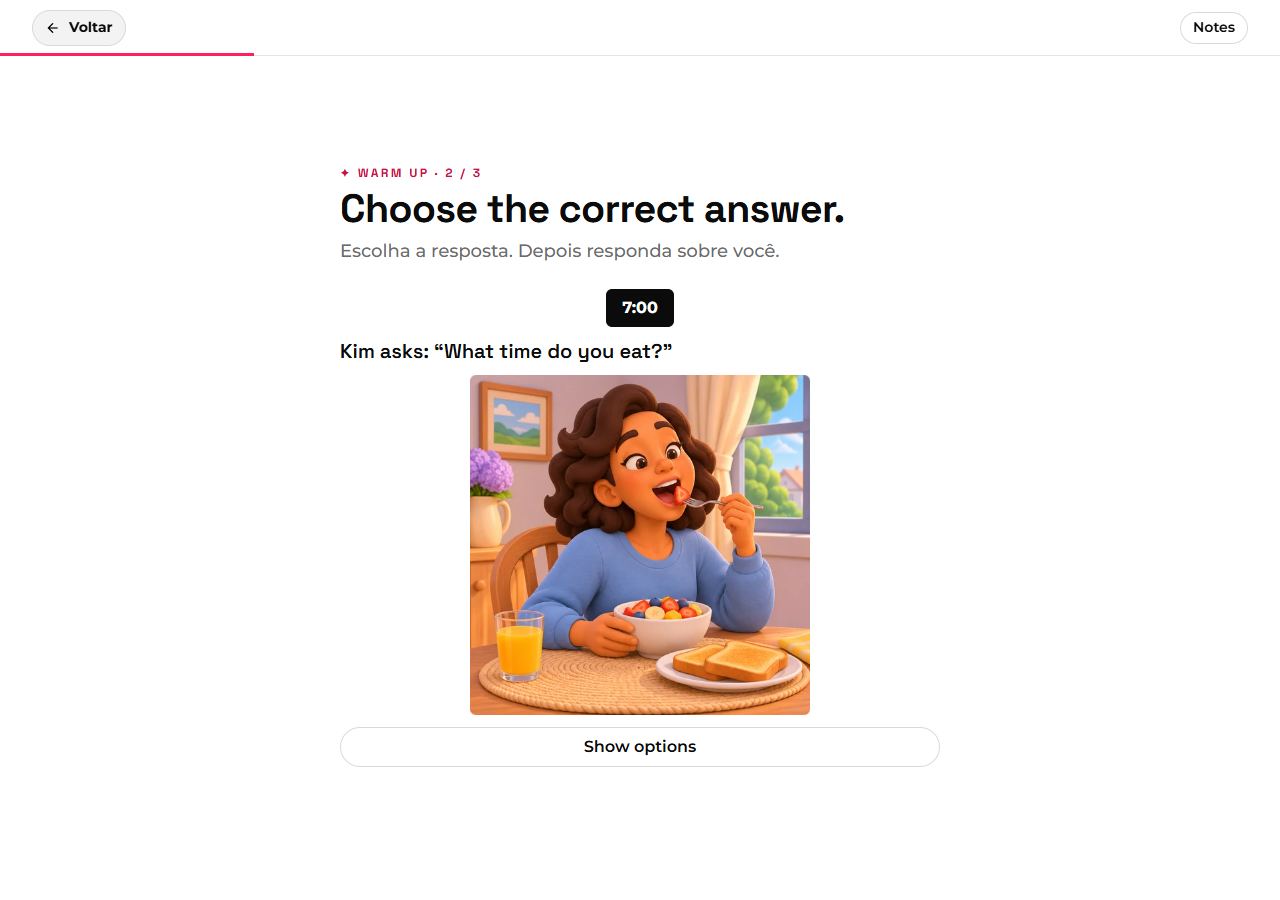 Voltar
Notes
✦ WARM UP · 2 / 3
Choose the correct answer.
Escolha a resposta. Depois responda sobre você.
7:00
Kim asks: “What time do you eat?”
Show options